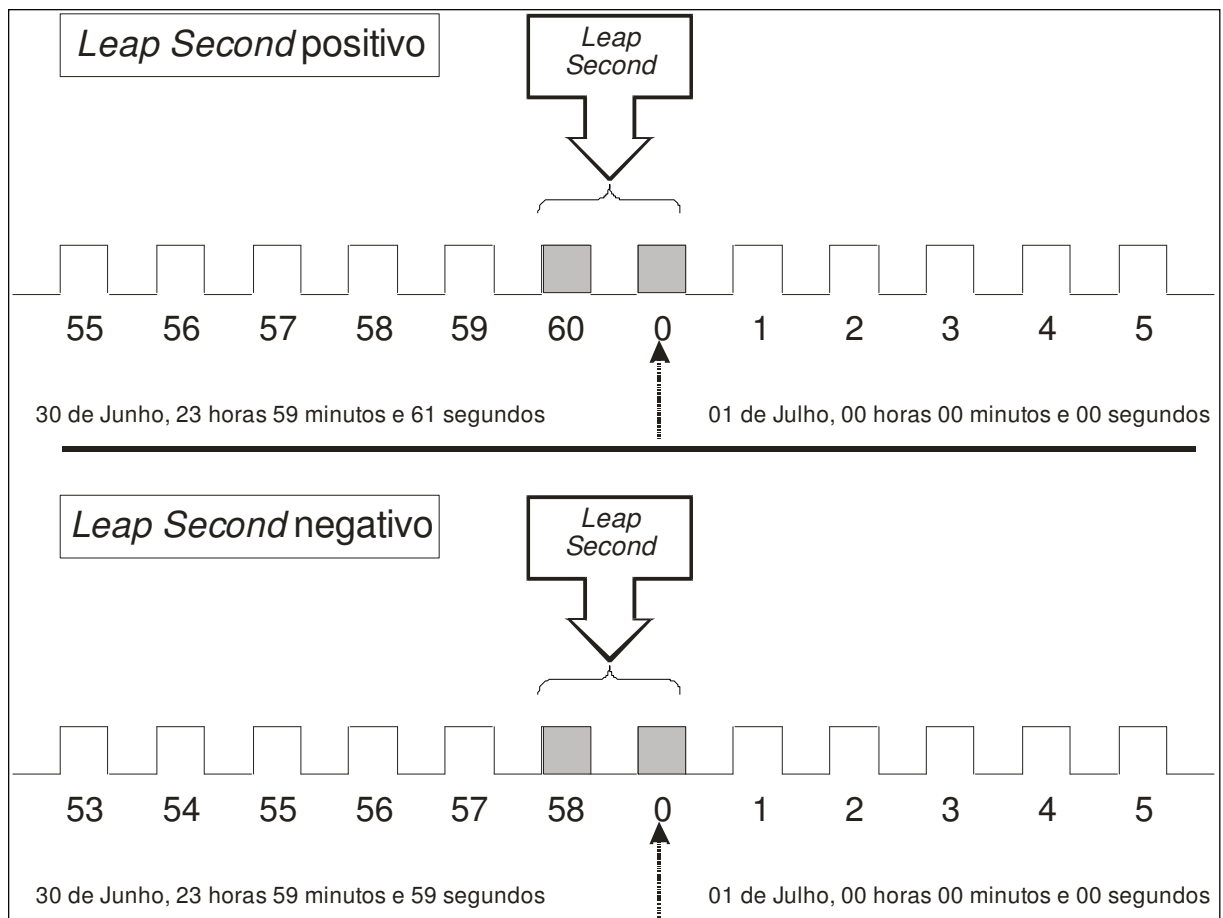 Leap Second positivo
Leap
Second
55 56 57 58 59 60 0 1 2 3 4 5
30 de Junho, 23 horas 59 minutos e 61 segundos
01 de Julho, 00 horas 00 minutos e 00 segundos
Leap Second negativo
Leap
Second
53 54 55 56 57 58 0 1 2 3 4 5
30 de Junho, 23 horas 59 minutos e 59 segundos
01 de Julho, 00 horas 00 minutos e 00 segundos